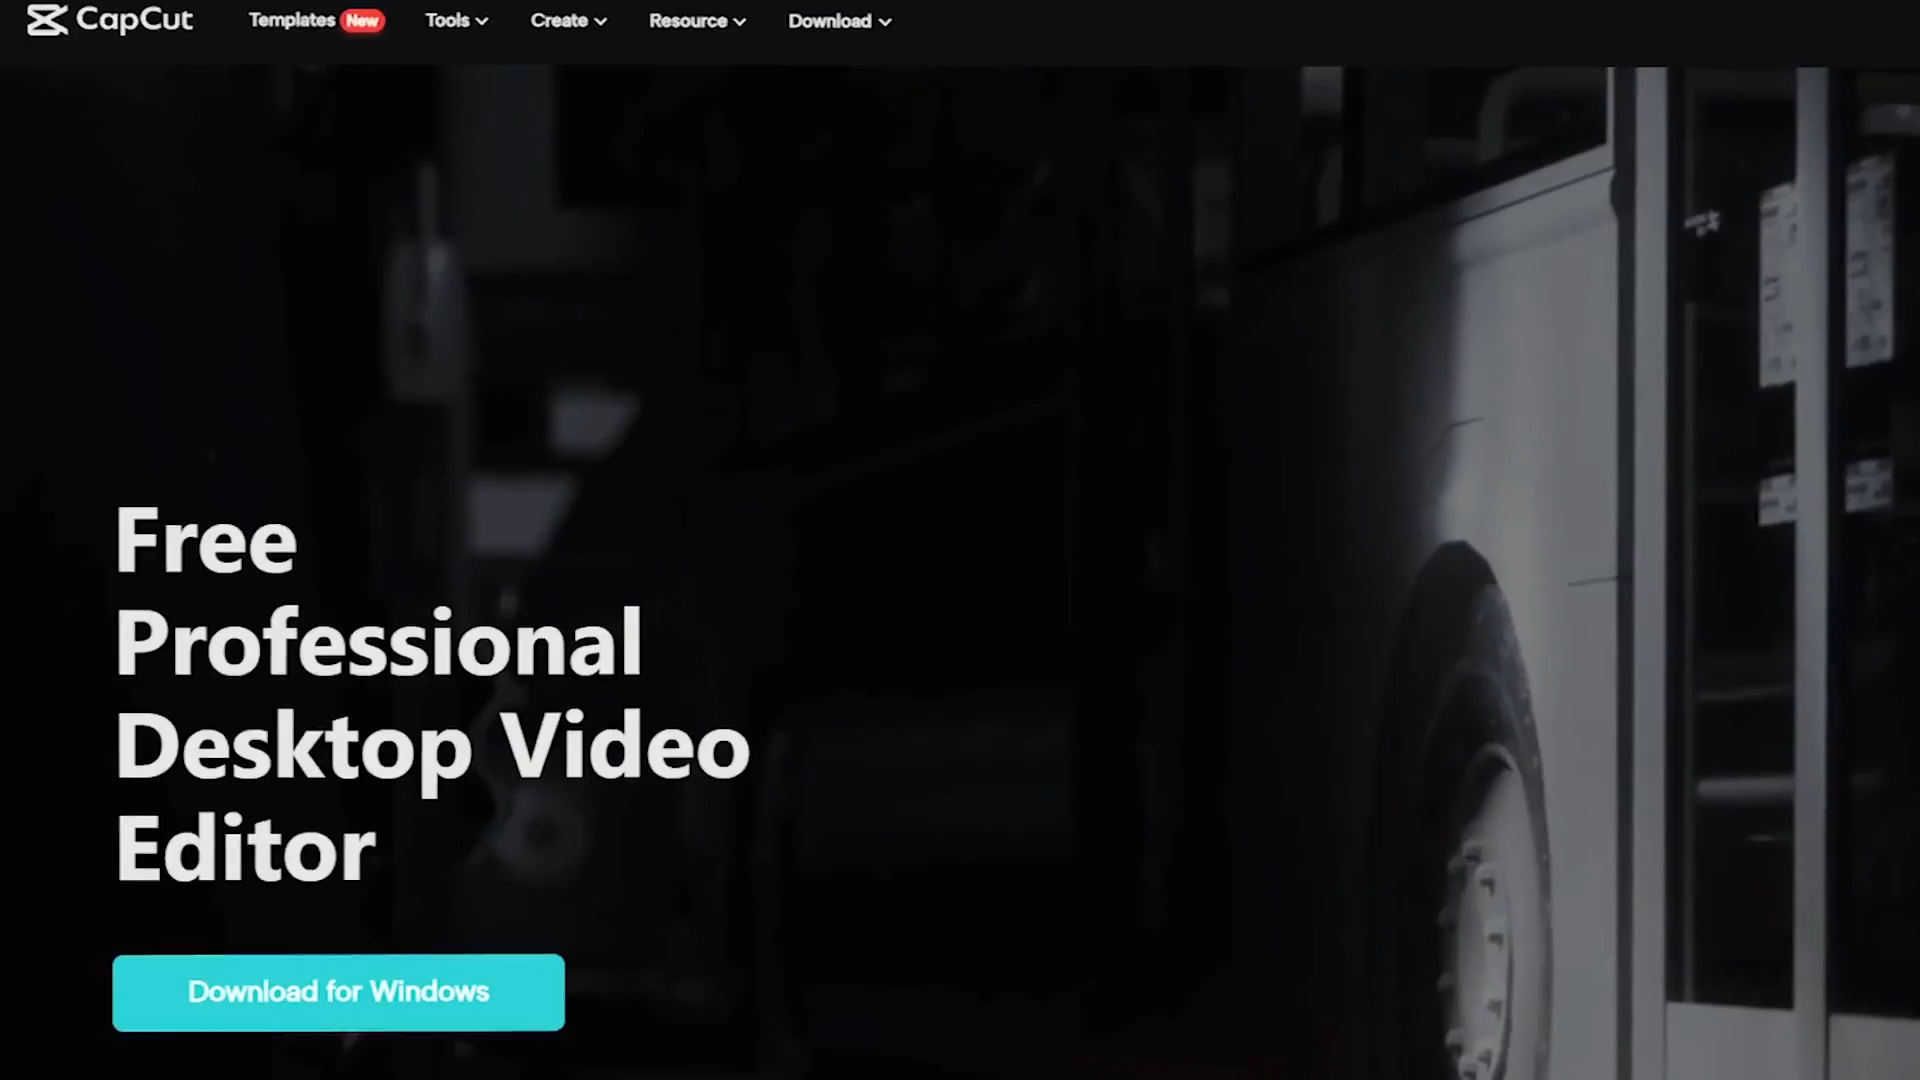 CapCut
Templates New
Tools
Create
Resource
Download
Free
Professional
Desktop Video
Editor
Download for Windows